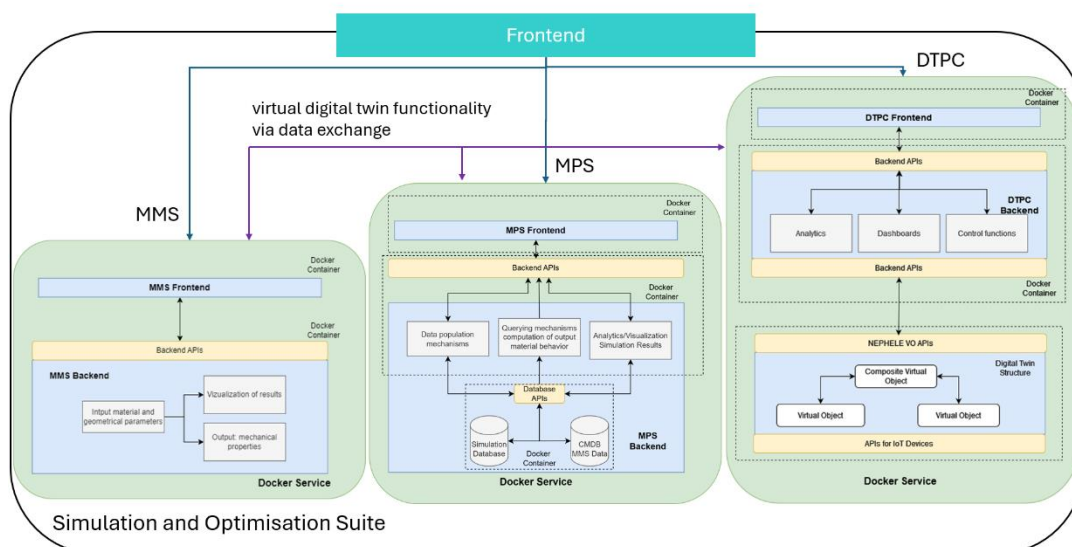 Frontend
DTPC
virtual digital twin functionality
via data exchange
MPS
MMS
Docker
Container
MMS Frontend
Docker
Container
Backend APIs
MMS Backend
Intput material and
geometrical parameters
Vizualization of results
Output: mechanical
properties
Docker Service
Docker
Container
MPS Frontend
Backend APIs
Docker
Container
Data population
mechanisms
Querying mechanisms
computation of output
material behavior
Analytics/Visualization
Simulation Results
Database
APIs
Simulation
Database
Docker
Container
CMDB
MMS Data
MPS
Backend
Docker Service
Docker
Container
DTPC Frontend
Backend APIs
DTPC
Backend
Analytics
Dashboards
Control functions
Backend APIs
Docker
Container
NEPHELE VO APIs
Digital Twin
Structure
Composite Virtual
Object
Virtual Object
Virtual Object
APIs for IoT Devices
Docker Service
Simulation and Optimisation Suite